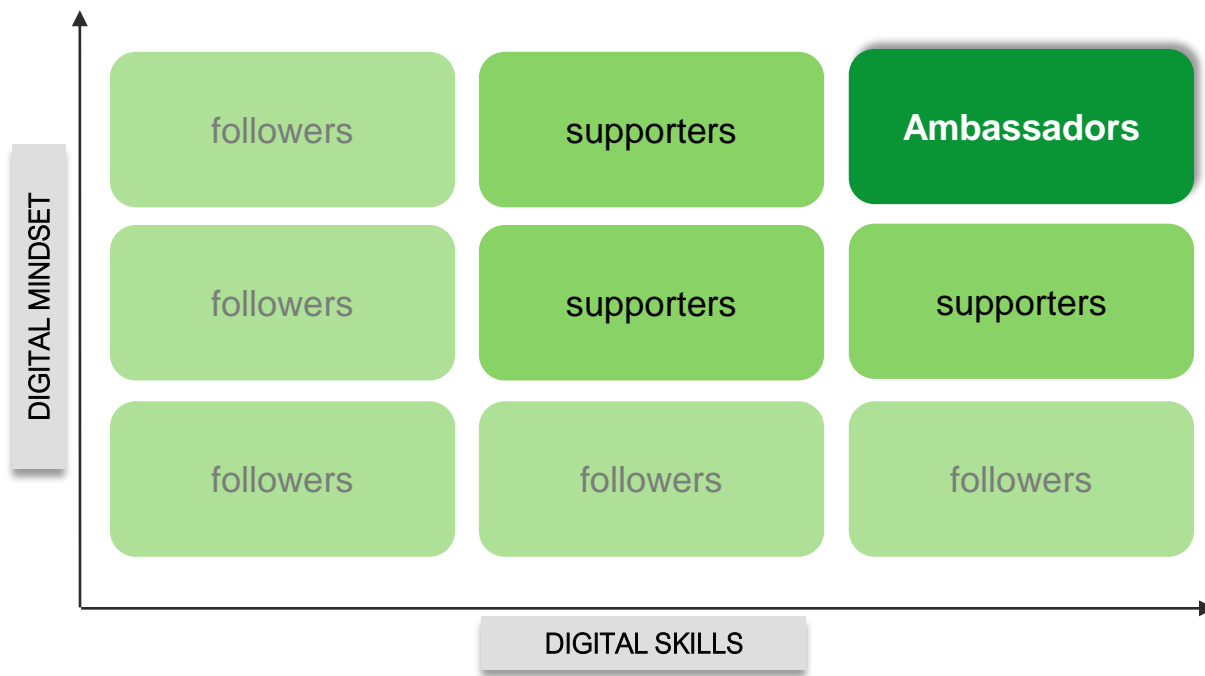 followers
supporters
Ambassadors
DIGITAL MINDSET
followers
supporters
supporters
followers
followers
followers
DIGITAL SKILLS